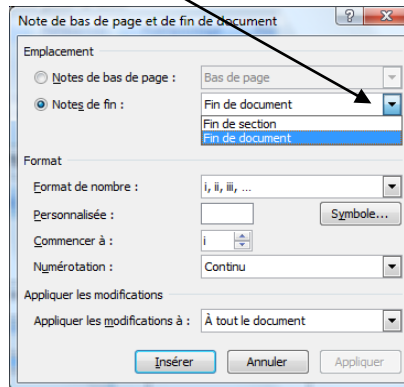 Note de bas de page et de fin de document
Emplacement
Notes de bas de page : Bas de page
Notes de fin : Fin de document
Fin de section
Fin de document
Format
Format de nombre : i, ii, iii, ...
Personnalisée : Symbole...
Commencer à : i
Numérotation : Continu
Appliquer les modifications
Appliquer les modifications à : À tout le document
Insérer Annuler Appliquer